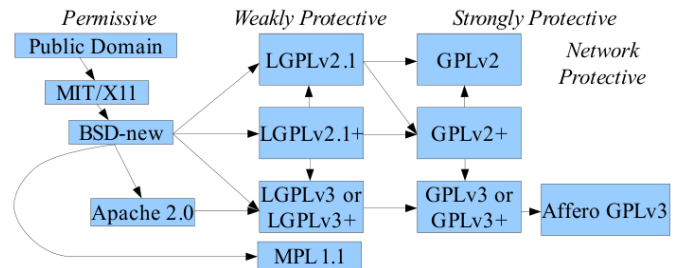 Permissive
Weakly Protective
Strongly Protective
Network
Protective
Public Domain
LGPLv2.1
GPLv2
MIT/X11
BSD-new
LGPLv2.1+
GPLv2+
Apache 2.0
LGPLv3 or
LGPLv3+
GPLv3 or
GPLv3+
Affero GPLv3
MPL 1.1